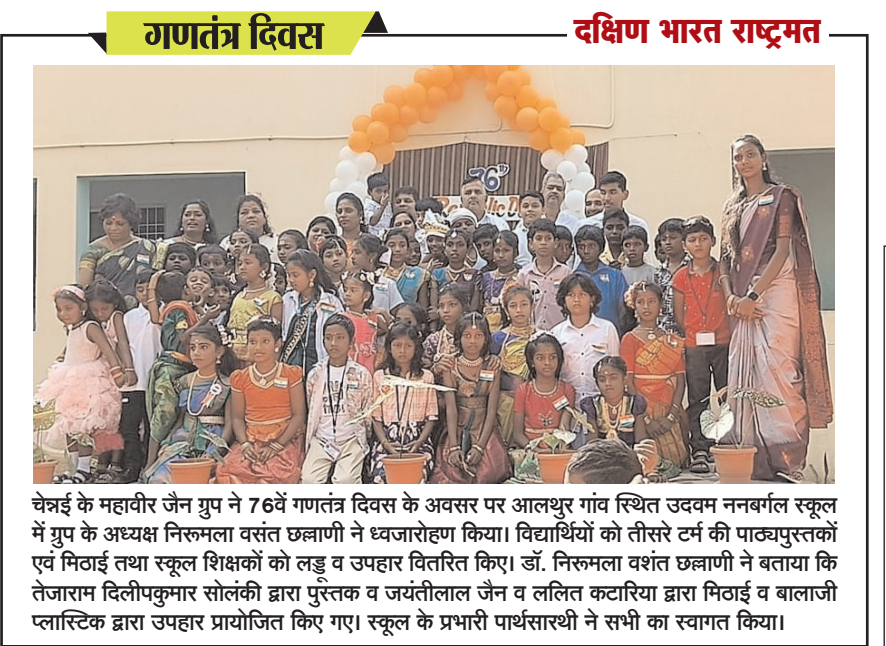 गणतंत्र दिवस
दक्षिण भारत राष्ट्रमत
76
चेन्नई के महावीर जैन ग्रुप ने 76वें गणतंत्र दिवस के अवसर पर आलथुर गांव स्थित उदवम ननबर्गल स्कूल
में ग्रुप के अध्यक्ष निरूमला वसंत छल्लाणी ने ध्वजारोहण किया। विद्यार्थियों को तीसरे टर्म की पाठ्यपुस्तकों
एवं मिठाई तथा स्कूल शिक्षकों को लड्डू व उपहार वितरित किए। डॉ. निरूमला वशंत छल्लाणी ने बताया कि
तेजाराम दिलीपकुमार सोलंकी द्वारा पुस्तक व जयंतीलाल जैन व ललित कटारिया द्वारा मिठाई व बालाजी
प्लास्टिक द्वारा उपहार प्रायोजित किए गए। स्कूल के प्रभारी पार्थसारथी ने सभी का स्वागत किया।